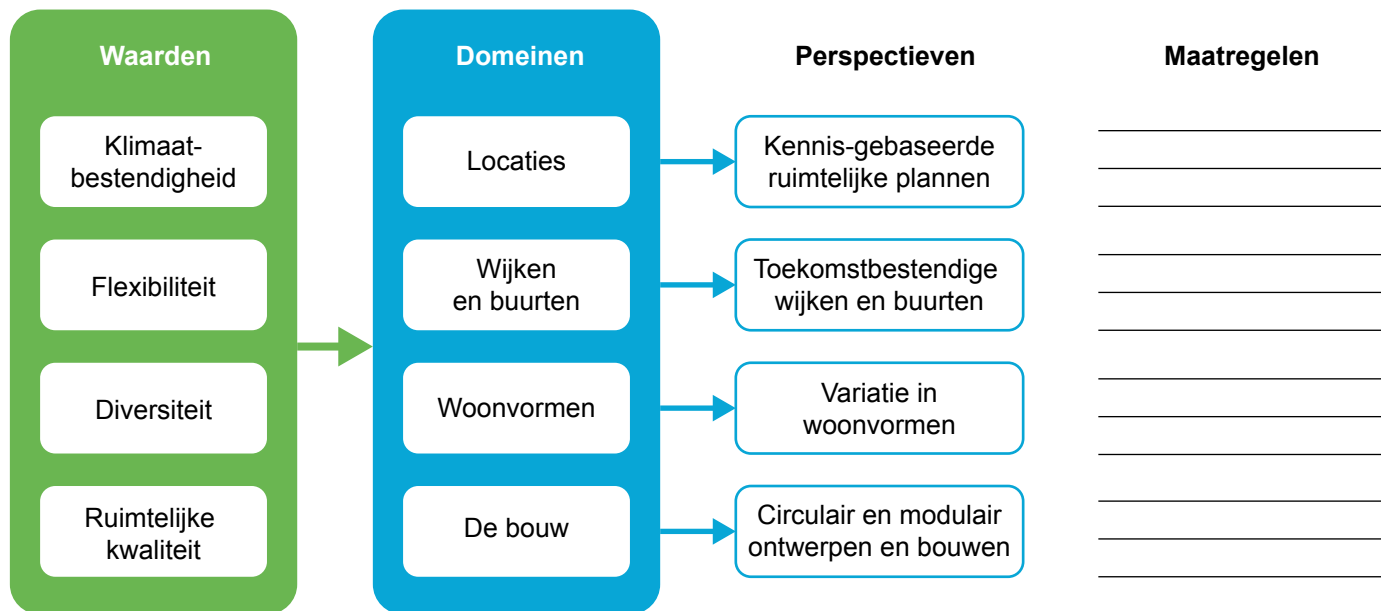 Waarden
Klimaat-
bestendigheid
Flexibiliteit
Diversiteit
Ruimtelijke
kwaliteit
Domeinen
Locaties
Wijken
en buurten
Woonvormen
De bouw
Perspectieven
Kennis-gebaseerde
ruimtelijke plannen
Toekomstbestendige
wijken en buurten
Variatie in
woonvormen
Circulair en modulair
ontwerpen en bouwen
Maatregelen